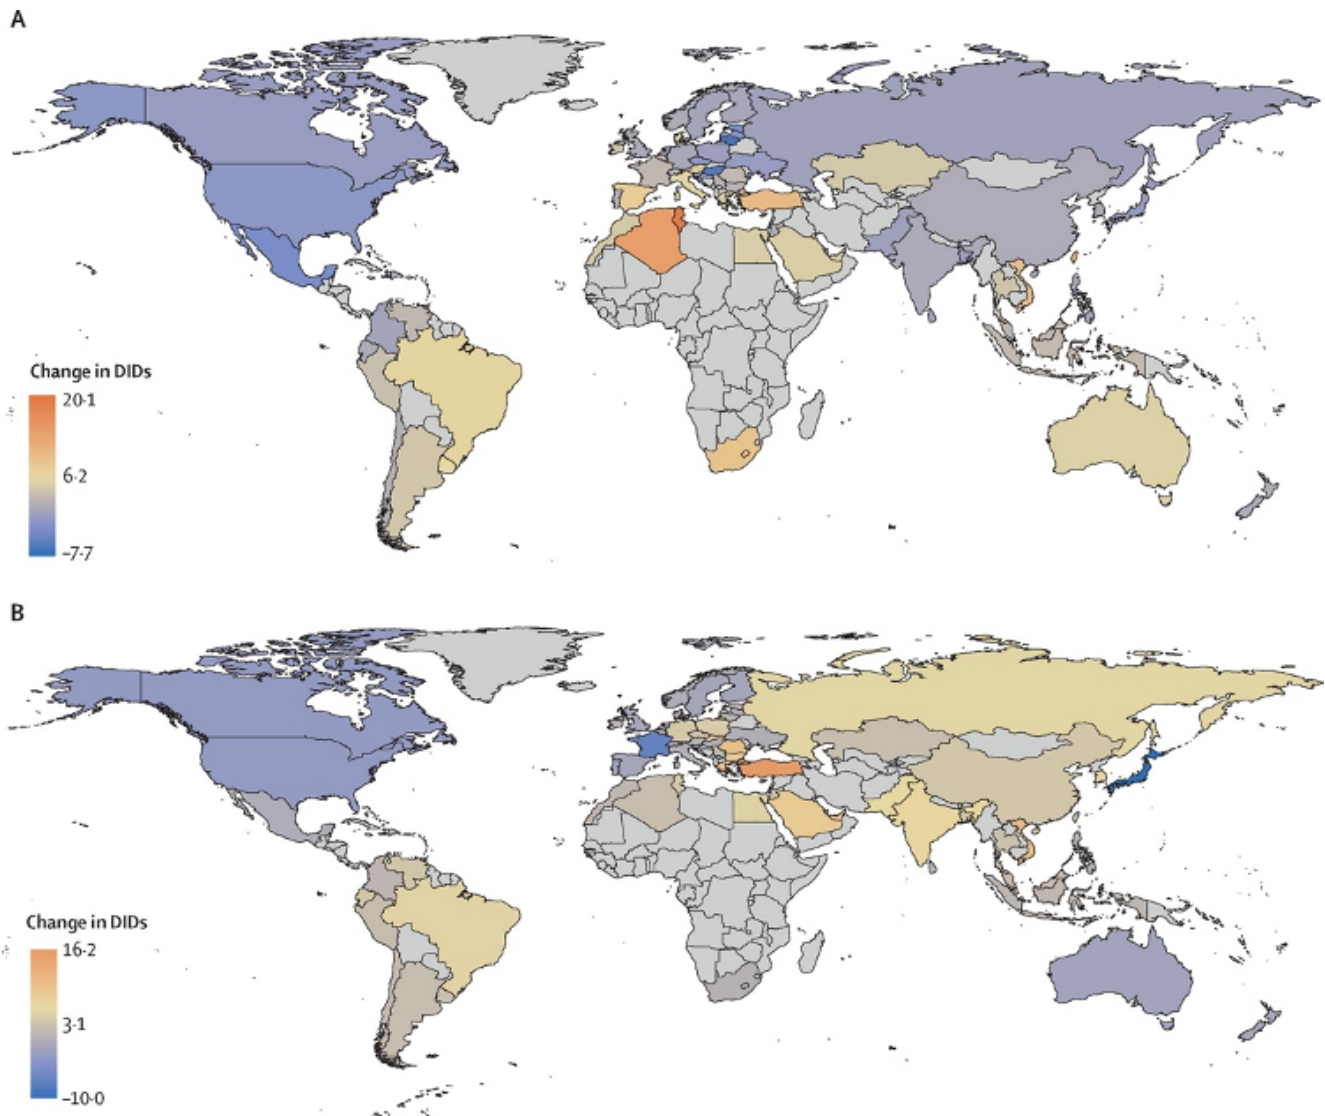 A
Change in DIDs
20·1
6·2
–7·7
B
Change in DIDs
16·2
3·1
–10·0